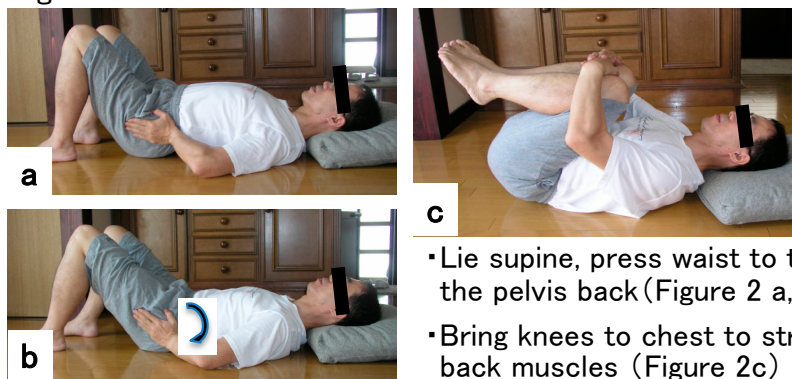 a
b
c
・Lie supine, press waist to
the pelvis back(Figure 2 a,
・Bring knees to chest to
back muscles (Figure 2c)